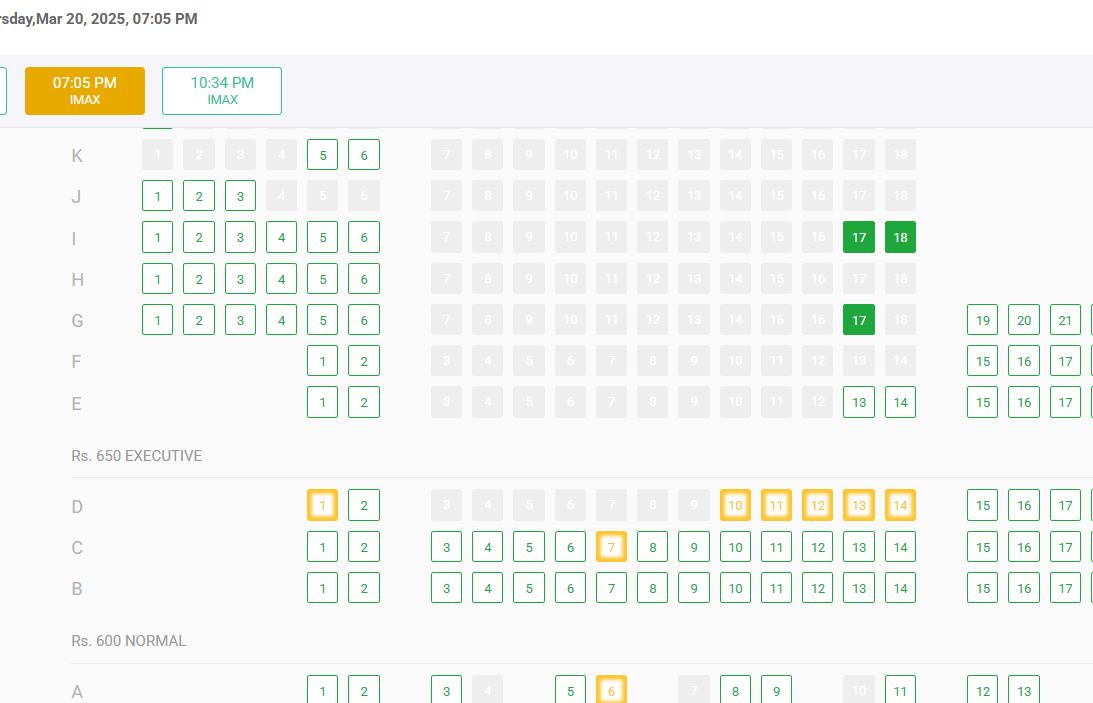 rsday,Mar 20, 2025, 07:05 PM
07:05 PM 10:34 PM
IMAX IMAX
K 1 2 3 4 5 6 7 8 9 10 11 12 13 14 15 16 17 18
J 1 2 3 4 5 6 7 8 9 10 11 12 13 14 15 16 17 18
I 1 2 3 4 5 6 7 8 9 10 11 12 13 14 15 16 17 18
H 1 2 3 4 5 6 7 8 9 10 11 12 13 14 15 16 17 18
G 1 2 3 4 5 6 7 8 9 10 11 12 13 14 15 16 17 18 19 20 21
F 1 2 3 4 5 6 7 8 9 10 11 12 13 14 15 16 17
E 1 2 3 4 5 6 7 8 9 10 11 12 13 14 15 16 17
Rs. 650 EXECUTIVE
D 1 2 3 4 5 6 7 8 9 10 11 12 13 14 15 16 17
C 1 2 3 4 5 6 7 8 9 10 11 12 13 14 15 16 17
B 1 2 3 4 5 6 7 8 9 10 11 12 13 14 15 16 17
Rs. 600 NORMAL
A 1 2 3 4 5 6 7 8 9 10 11 12 13